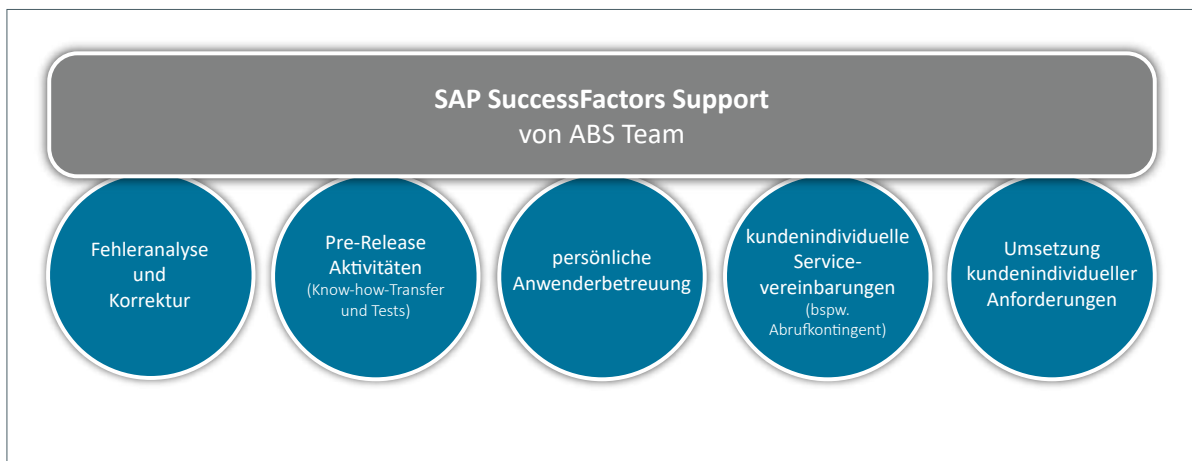 SAP SuccessFactors Support
von ABS Team
Fehleranalyse
und
Korrektur
Pre-Release
Aktivitäten
(Know-how-Transfer
und Tests)
persönliche
Anwenderbetreuung
kundenindividuelle
Service-
vereinbarungen
(bspw.
Abrufkontingent)
Umsetzung
kundenindividueller
Anforderungen